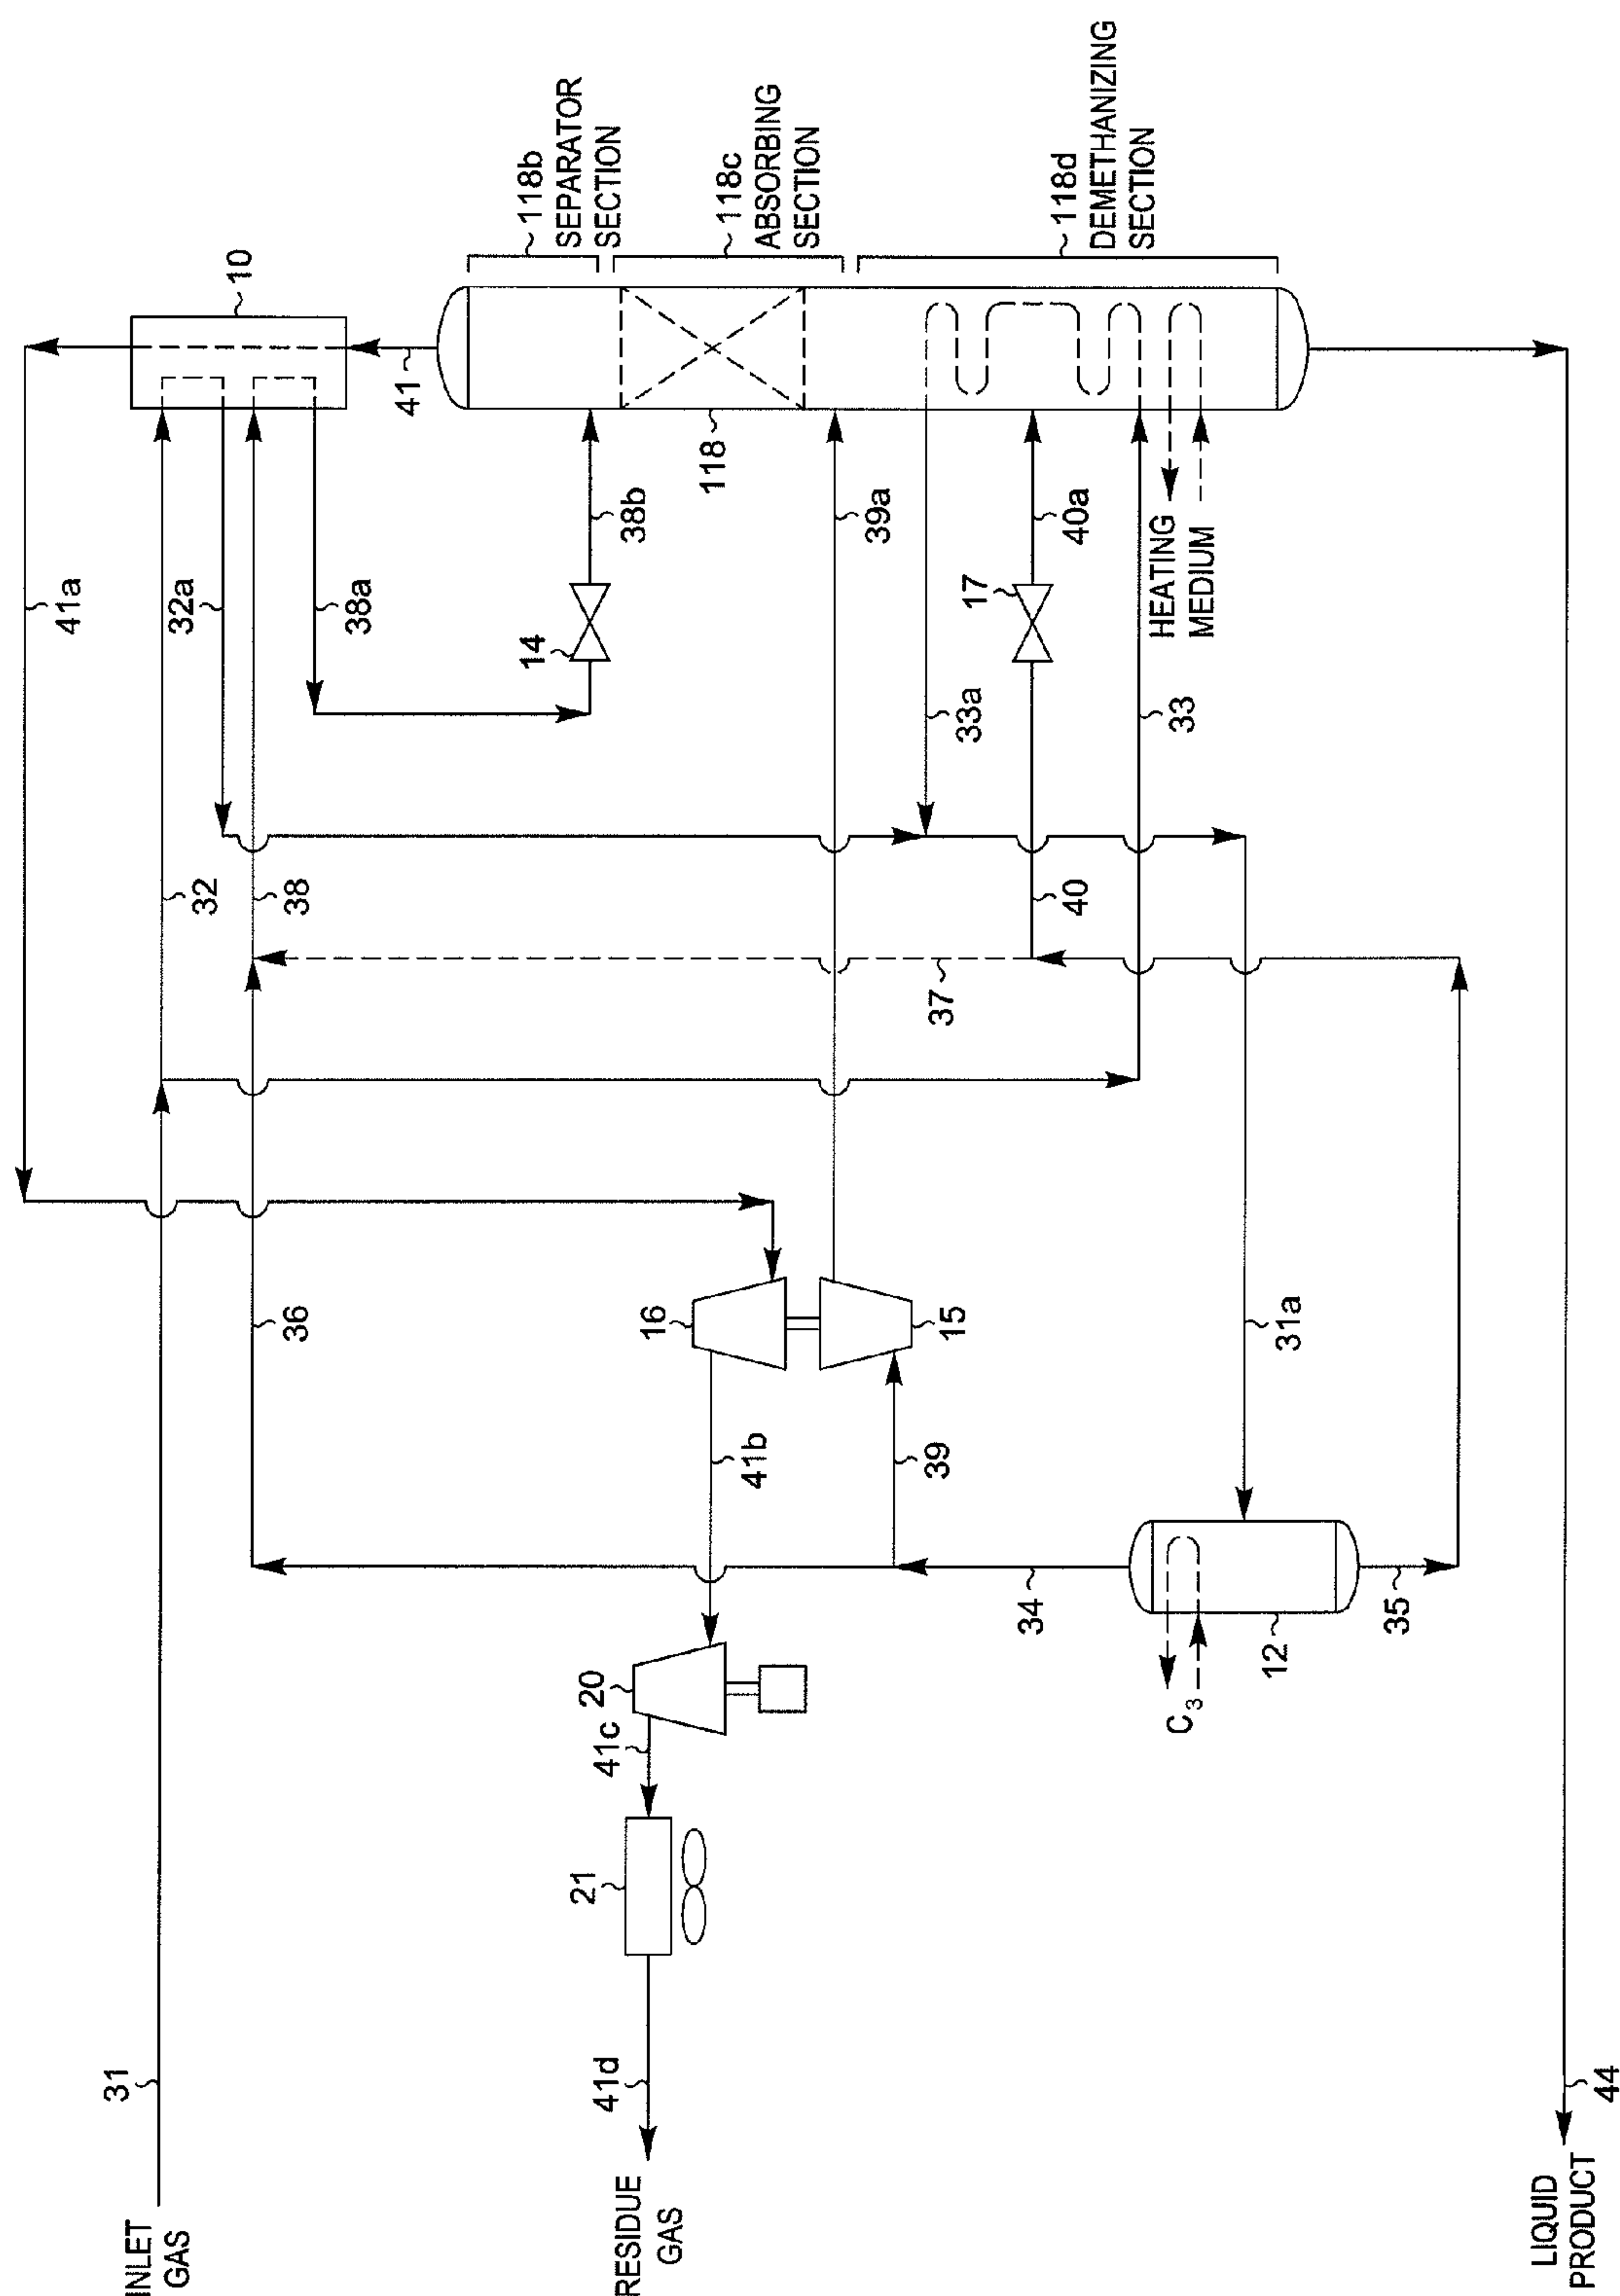 INLET
GAS
31
32
36
38
32a
38a
41a
10
41
118b
SEPARATOR
SECTION
118c
ABSORBING
SECTION
118d
DEMETHANIZING
SECTION
14
38b
118
39a
33a
17
40a
40
33
HEATING
MEDIUM
37
16
15
41b
39
31a
34
35
12
C3
20
41c
21
41d
RESIDUE
GAS
44
LIQUID
PRODUCT